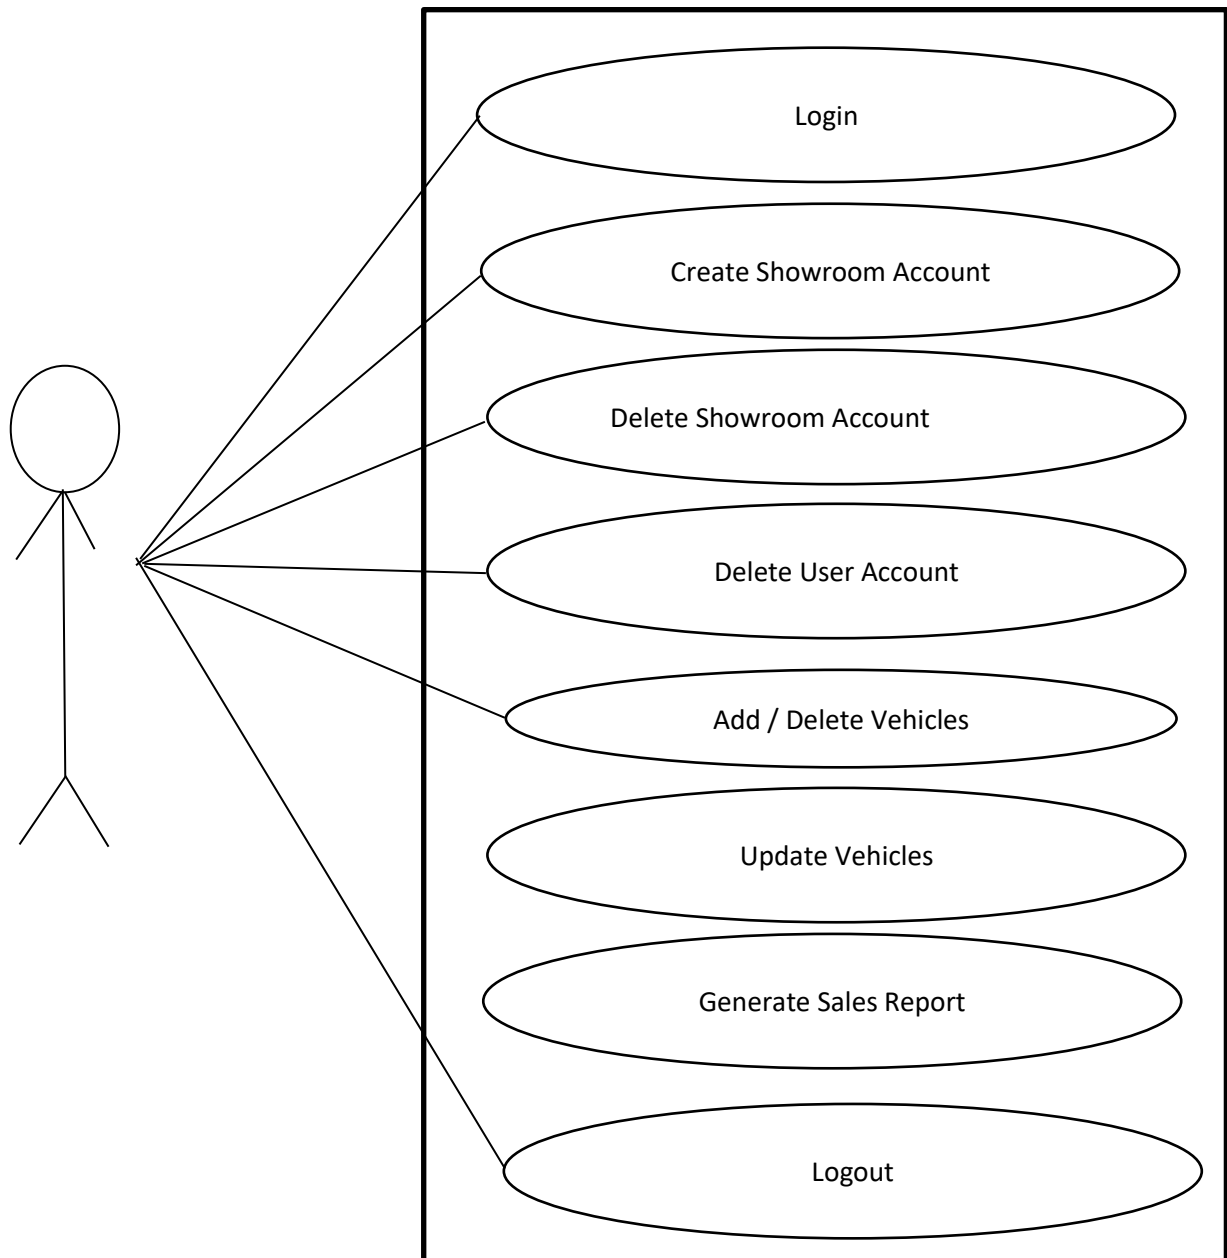 Login
Create Showroom Account
Delete Showroom Account
Delete User Account
Add / Delete Vehicles
Update Vehicles
Generate Sales Report
Logout